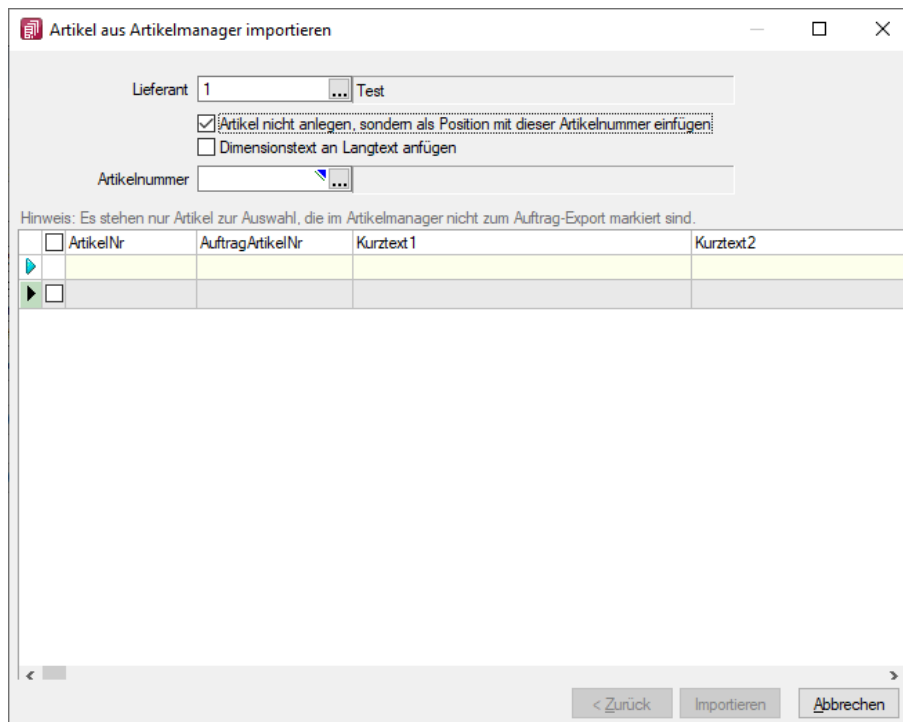 Artikel aus Artikelmanager importieren
Lieferant 1 ... Test
Artikel nicht anlegen, sondern als Position mit dieser Artikelnummer einfügen
Dimensionstext an Langtext anfügen
Artikelnummer ...
Hinweis: Es stehen nur Artikel zur Auswahl, die im Artikelmanager nicht zum Auftrag-Export markiert sind.
ArtikelNr AuftragArtikelNr Kurztext1 Kurztext2
< Zurück Importieren Abbrechen